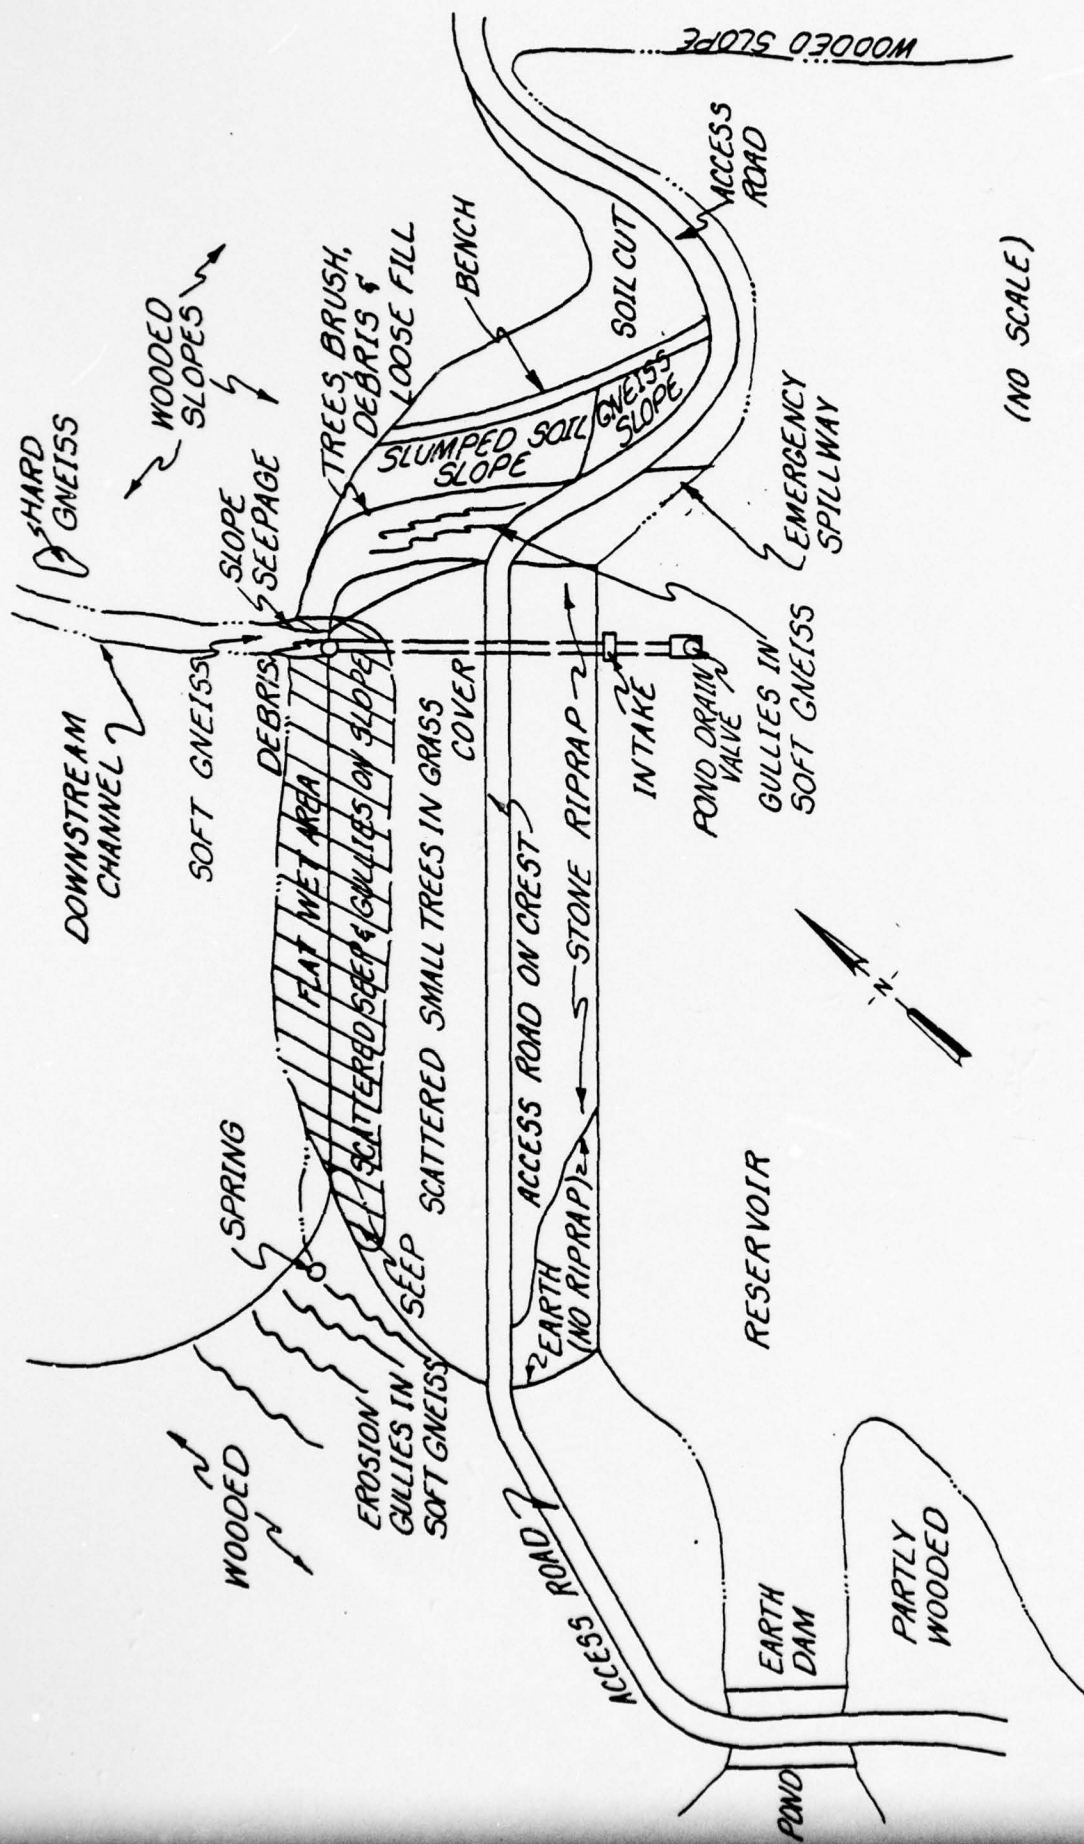 WOODED SLOPE
HARD
GNEISS
WOODED
SLOPES
DOWNSTREAM
CHANNEL
SOFT GNEISS
SLOPE
SEEPAGE
DEBRIS
TREES, BRUSH,
DEBRIS &
LOOSE FILL
BENCH
SLUMPED SOIL
SLOPE
GNEISS
SLOPE
SOIL CUT
ACCESS
ROAD
SPRING
FLAT WET AREA
SCATTERED SEEP & GULLIES ON SLOPE
SEEP
SCATTERED SMALL TREES IN GRASS
COVER
WOODED
EROSION
GULLIES IN
SOFT GNEISS
ACCESS ROAD
ACCESS ROAD ON CREST
EARTH
(NO RIPRAP)
STONE RIPRAP
INTAKE
POND DRAIN
VALVE
GULLIES IN
SOFT GNEISS
EMERGENCY
SPILLWAY
RESERVOIR
N
(NO SCALE)
EARTH
DAM
POND
PARTLY
WOODED